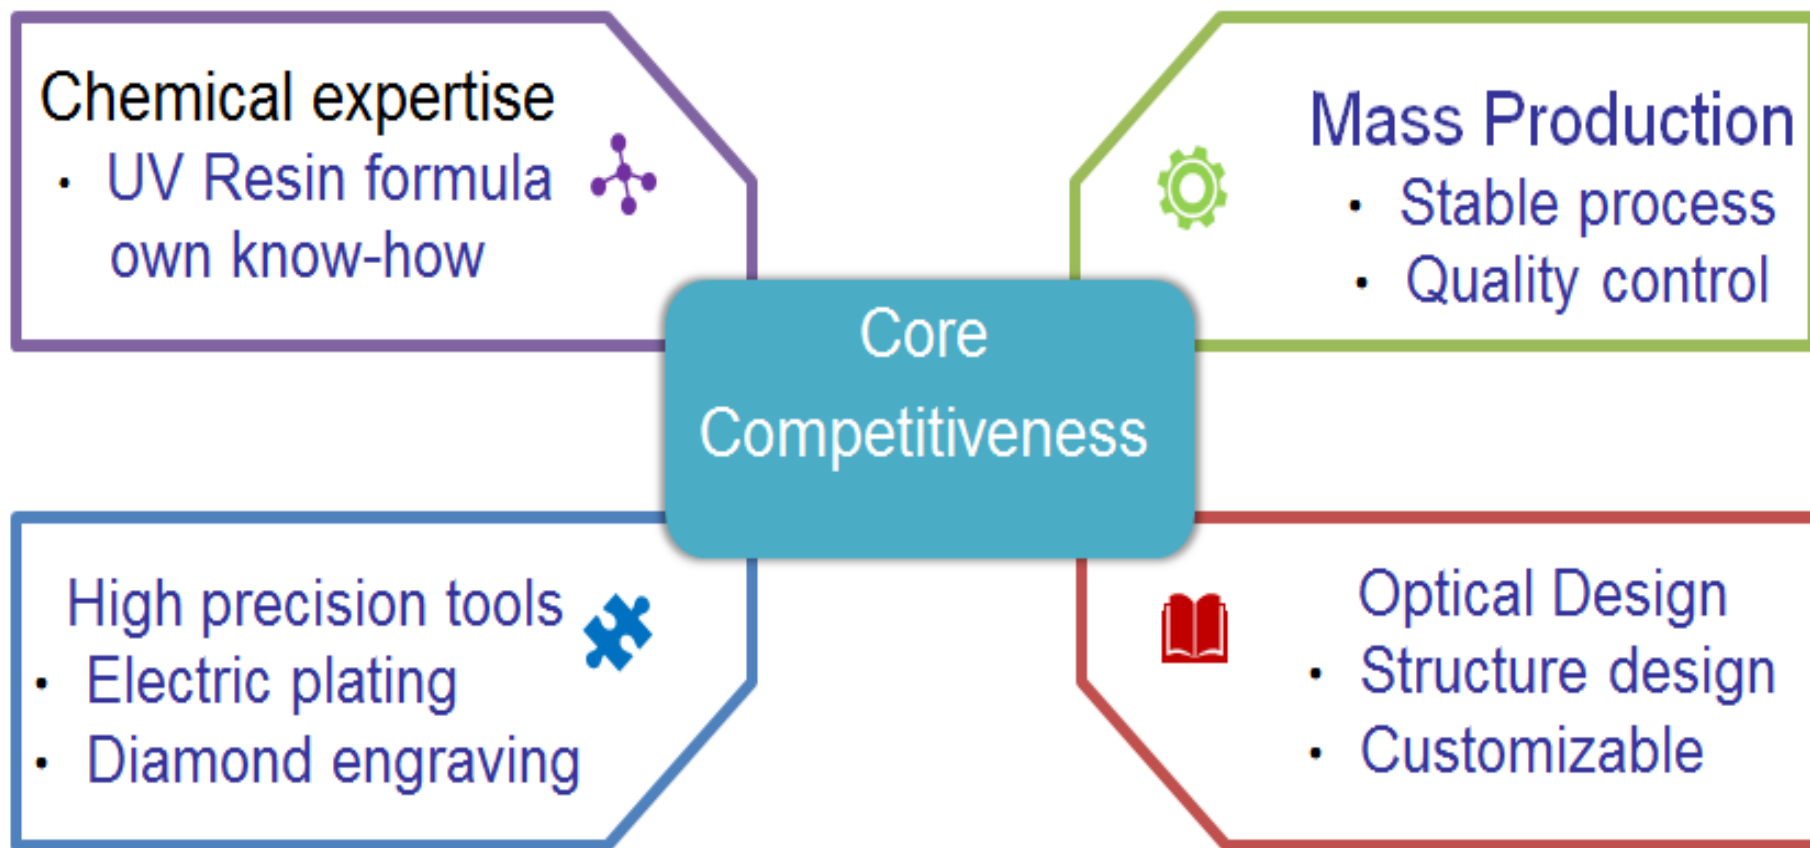 Chemical expertise
· UV Resin formula
own know-how
Mass Production
· Stable process
· Quality control
Core
Competitiveness
High precision tools
· Electric plating
· Diamond engraving
Optical Design
· Structure design
· Customizable